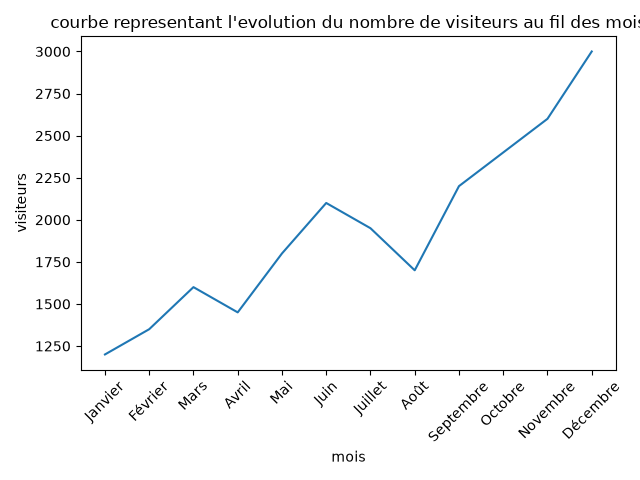 courbe representant l'evolution du nombre de visiteurs au fil des mois
3000
2750
2500
2250
2000
1750
1500
1250
visiteurs
Janvier
Février
Mars
Avril
Mai
Juin
Juilllet
Août
Septembre
Octobre
Novembre
Décembre
mois